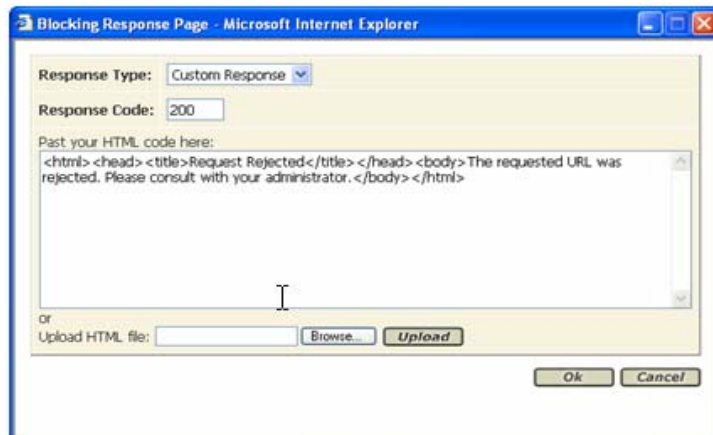 Blocking Response Page - Microsoft Internet Explorer
Response Type: Custom Response
Response Code: 200
Past your HTML code here:
<html><head><title>Request Rejected</title></head><body>The requested URL was
rejected. Please consult with your administrator.</body></html>
or
Upload HTML file: Browse... Upload
Ok Cancel